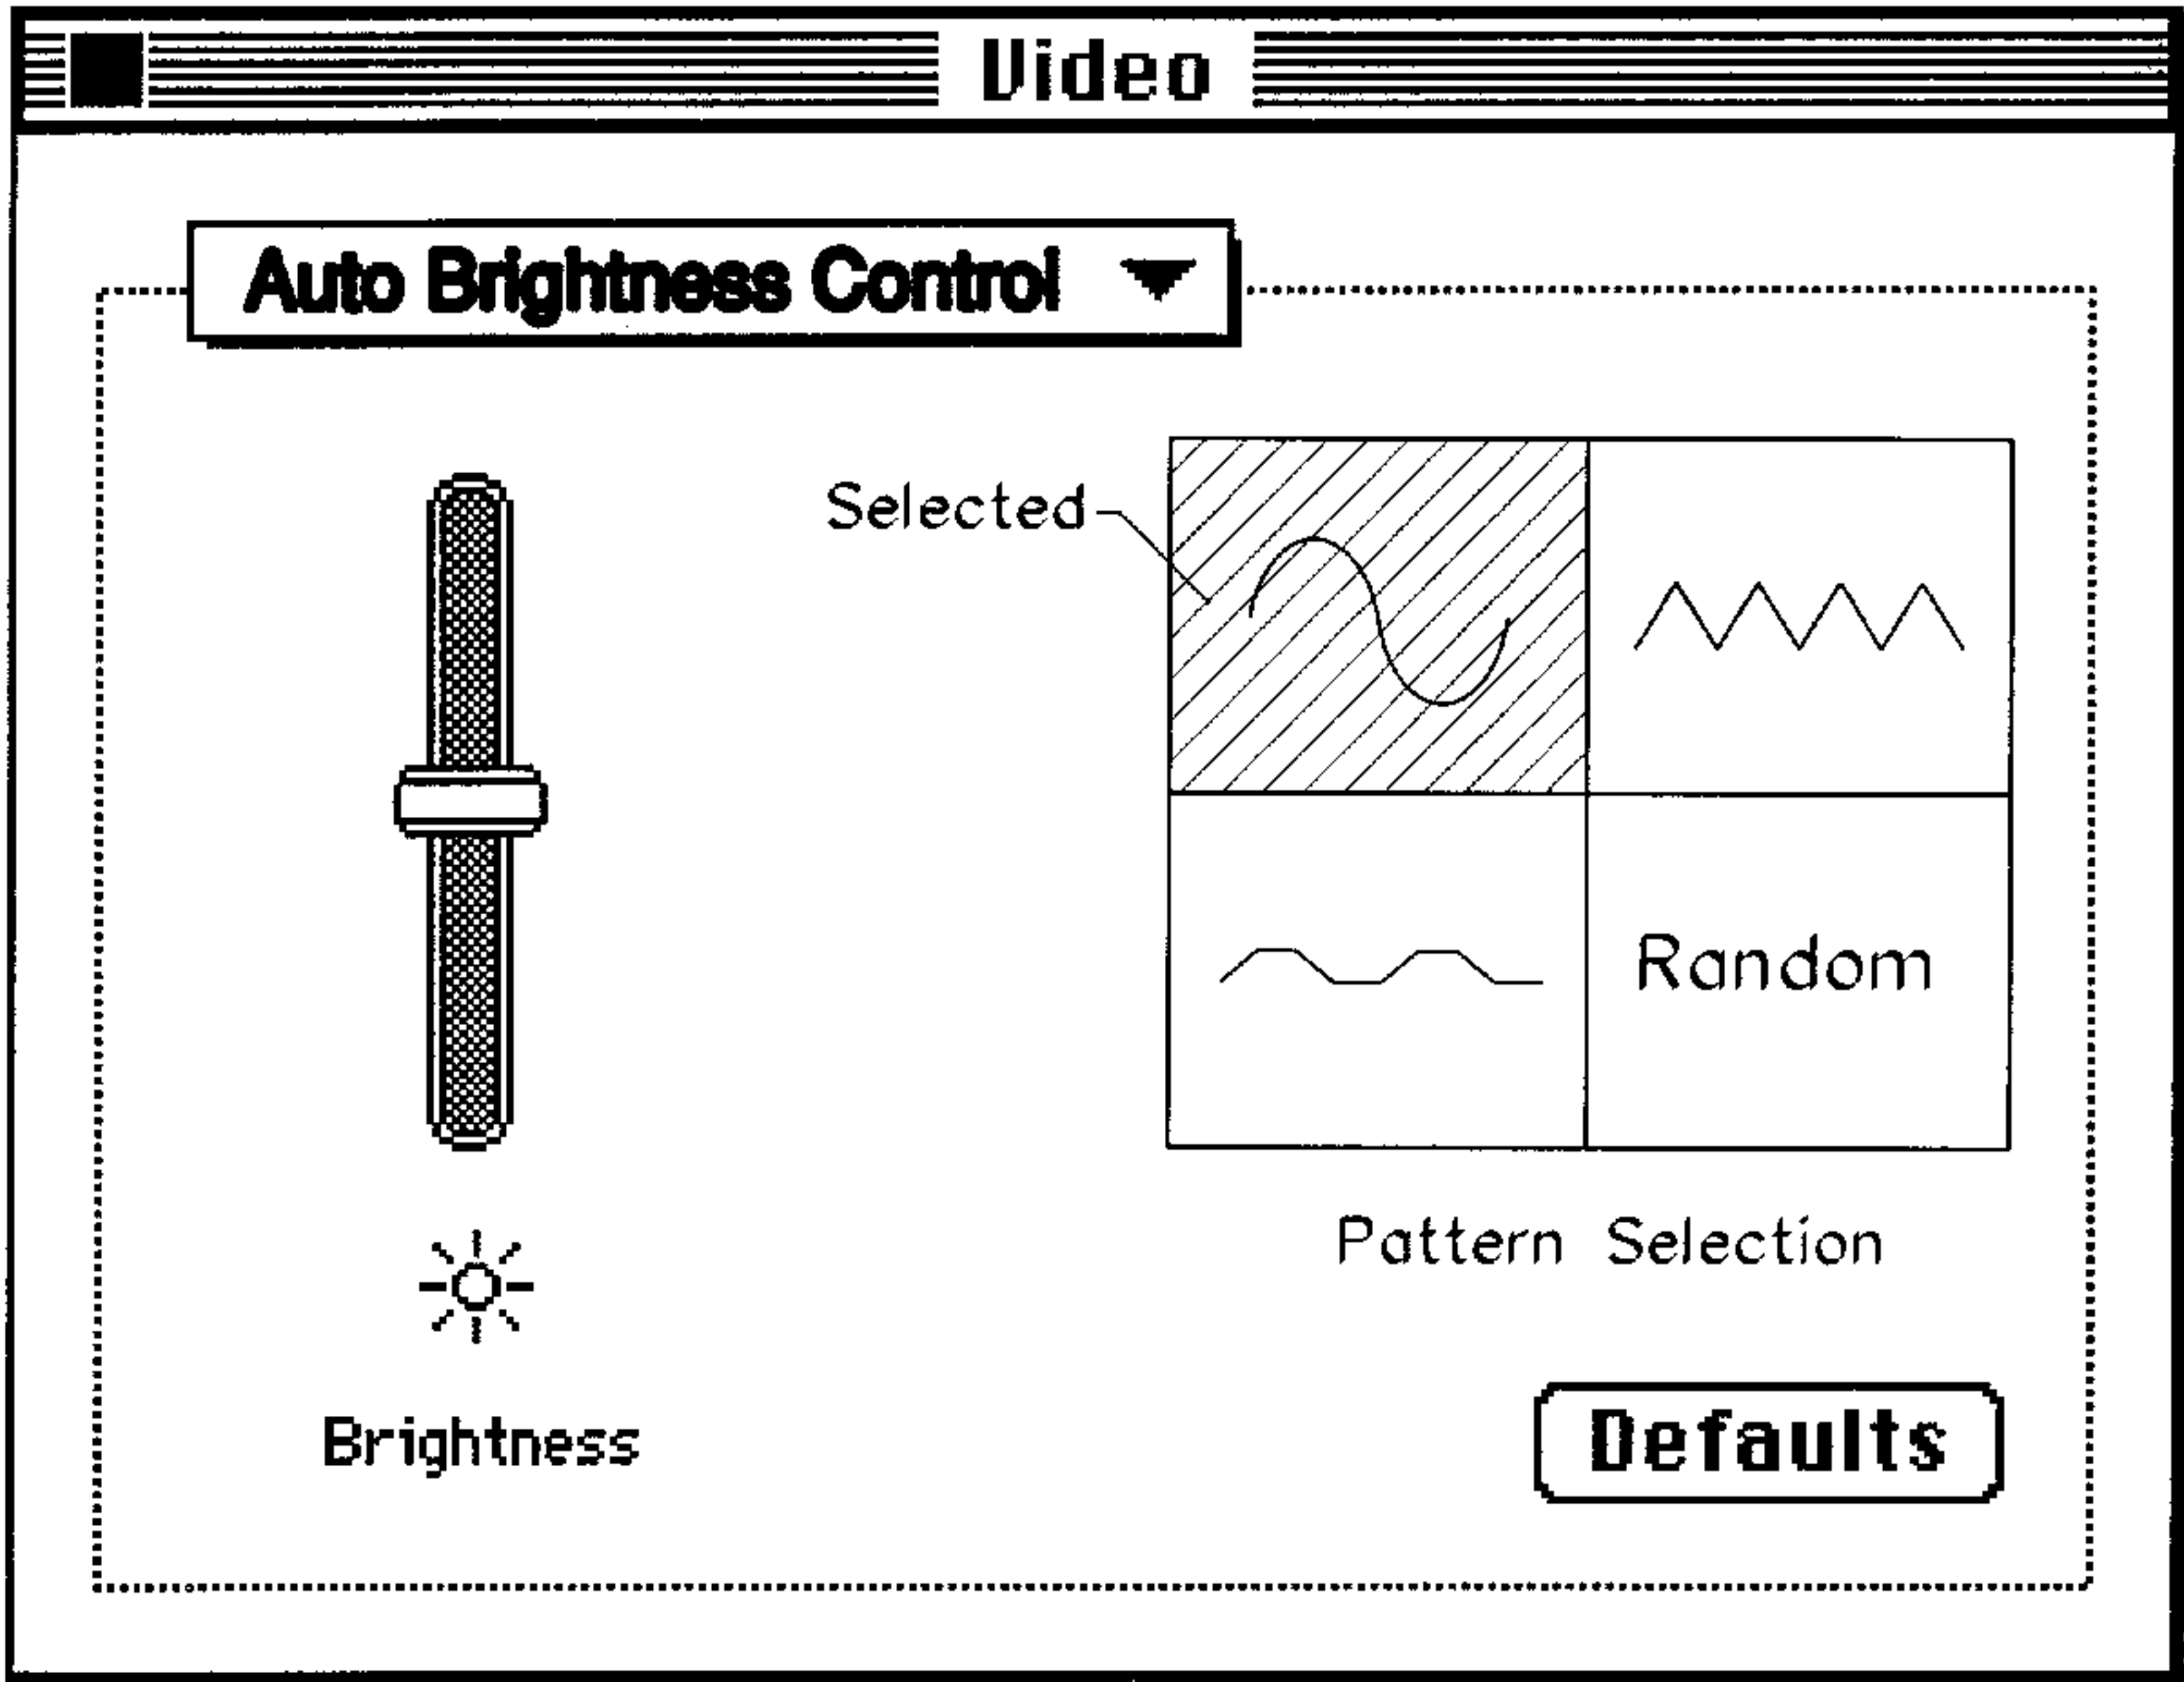 Video
Auto Brightness Control
Selected
Random
Pattern Selection
Brightness
Defaults